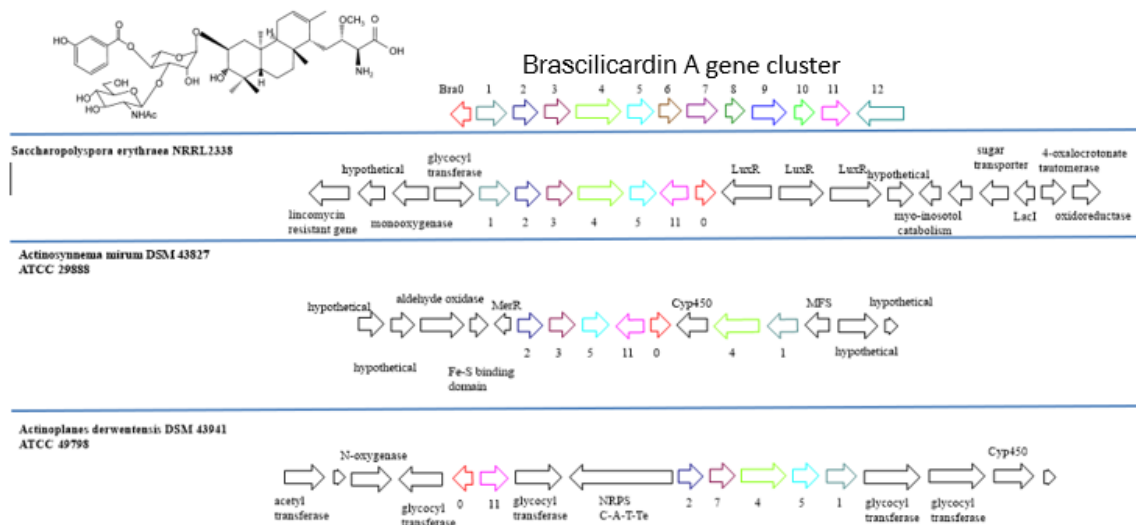 O
O
OCH₃
O
HO
O
O
O
OH
O
OH
HO
H
NH₂
OH
HO
O
O
H
HO
NHAc
Brascilicardin A gene cluster
Bra0 1 2 3 4 5 6 7 8 9 10 11 12
Saccharopolyspora erythraea NRRL2338
hypothetical
glycocyl
transferase
LuxR LuxR LuxR
hypothetical
sugar
transporter
4-oxalocrotonate
tautomerase
lincomycin
resistant gene
monooxygenase
1 2 3 4 5 11 0
myo-inosotol
catabolism
LacI
oxidoreductase
Actinosynnema mirum DSM 43827
ATCC 29888
hypothetical
aldehyde oxidase
MerR
Cyp450
MFS
hypothetical
hypothetical
Fe-S binding
domain
2 3 5 11 0 4 1
hypothetical
Actinoplanes derwentensis DSM 43941
ATCC 49798
N-oxygenase
Cyp450
acetyl
transferase
glycocyl
transferase
0 11
glycocyl
transferase
NRPS
C-A-T-Te
2 7 4 5 1
glycocyl
transferase
glycocyl
transferase